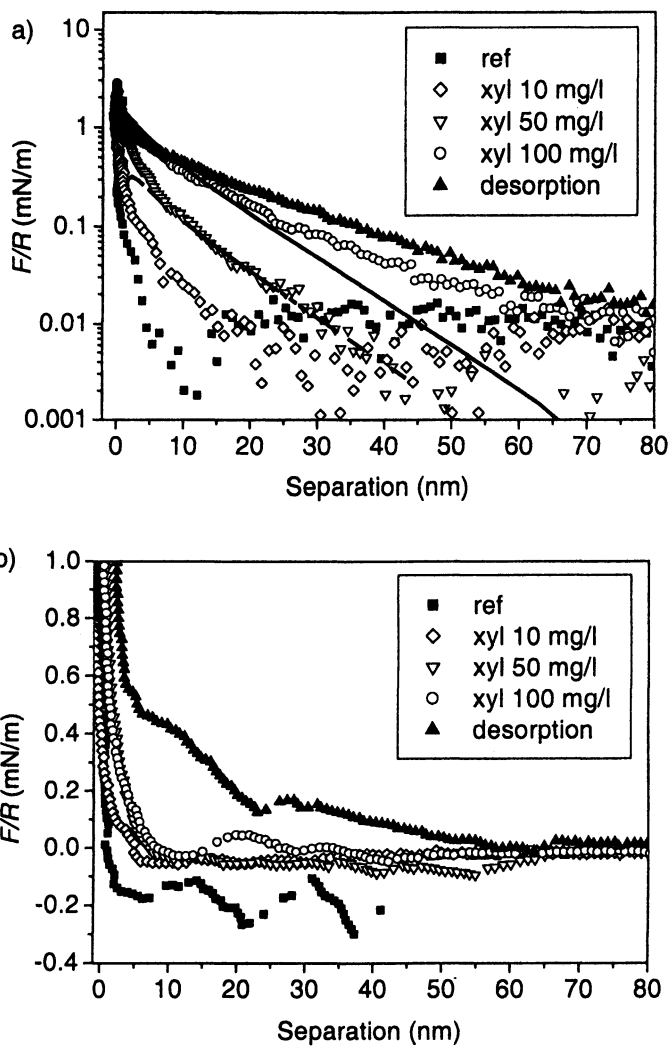 a)
10
1
0.1
0.01
0.001
F/R (mN/m)
ref
xyl 10 mg/l
xyl 50 mg/l
xyl 100 mg/l
desorption
0 10 20 30 40 50 60 70 80
Separation (nm)
)
1.0
0.8
0.6
0.4
0.2
0.0
-0.2
-0.4
F/R (mN/m)
ref
xyl 10 mg/l
xyl 50 mg/l
xyl 100 mg/l
desorption
0 10 20 30 40 50 60 70 80
Separation (nm)